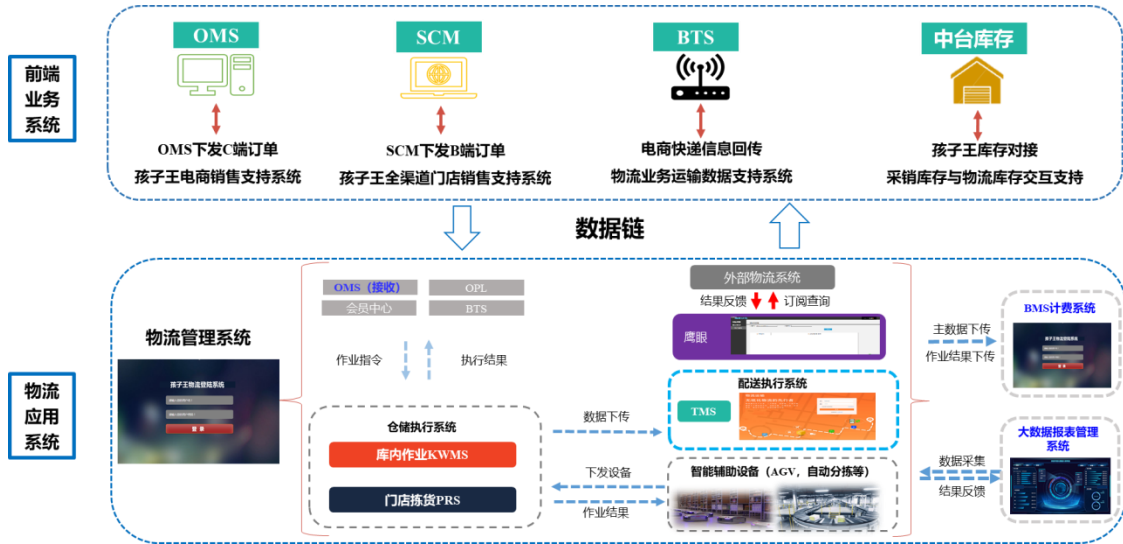 OMS
SCM
BTS
中台库存
前端
业务
系统
OMS下发C端订单
孩子王电商销售支持系统
SCM下发B端订单
孩子王全渠道门店销售支持系统
电商快递信息回传
物流业务运输数据支持系统
孩子王库存对接
采销库存与物流库存交互支持
数据链
物流
应用
系统
物流管理系统
孩子王物流登陆系统
登 录
OMS（接收）
OPL
会员中心
BTS
作业指令
执行结果
仓储执行系统
库内作业KWMS
门店拣货PRS
数据下传
下发设备
作业结果
外部物流系统
结果反馈
订阅查询
鹰眼
配送执行系统
TMS
智能辅助设备（AGV，自动分拣等）
主数据下传
作业结果下传
BMS计费系统
孩子王物流登陆系统
数据采集
结果反馈
大数据报表管理
系统